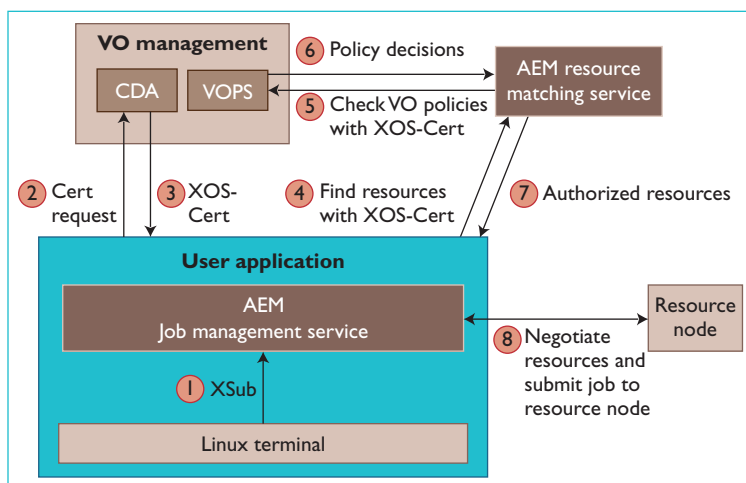 VO management
CDA
VOPS
6 Policy decisions
5 Check VO policies
with XOS-Cert
AEM resource
matching service
2 Cert
request
3 XOS-
Cert
4 Find resources
with XOS-Cert
7 Authorized resources
User application
AEM
Job management service
Resource
node
8 Negotiate
resources and
submit job to
resource node
1 XSub
Linux terminal